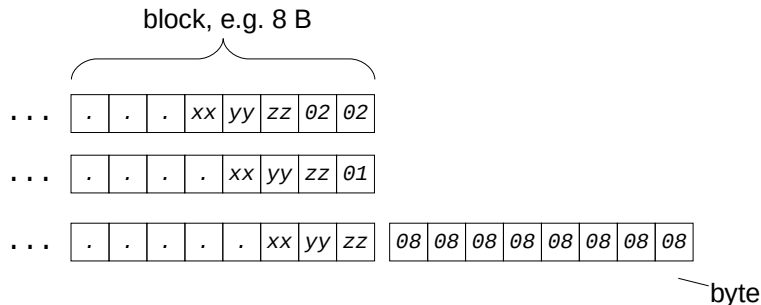 block, e.g. 8 B
... . . . xx yy zz 02 02
... . . . . xx yy zz 01
... . . . . . xx yy zz 08 08 08 08 08 08 08 08
byte